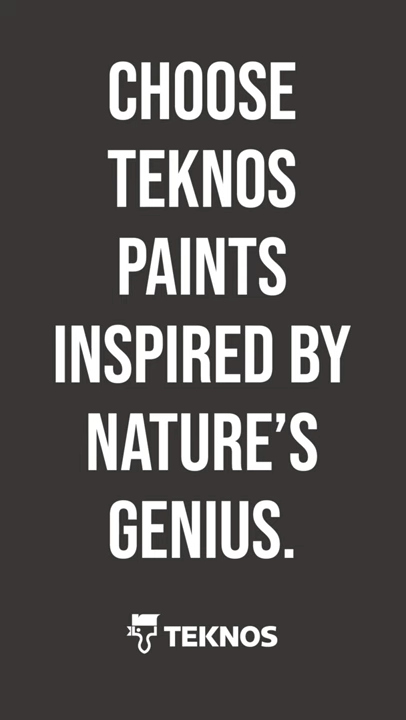 CHOOSE
TEKNOS
PAINTS
INSPIRED BY
NATURE’S
GENIUS.
TEKNOS